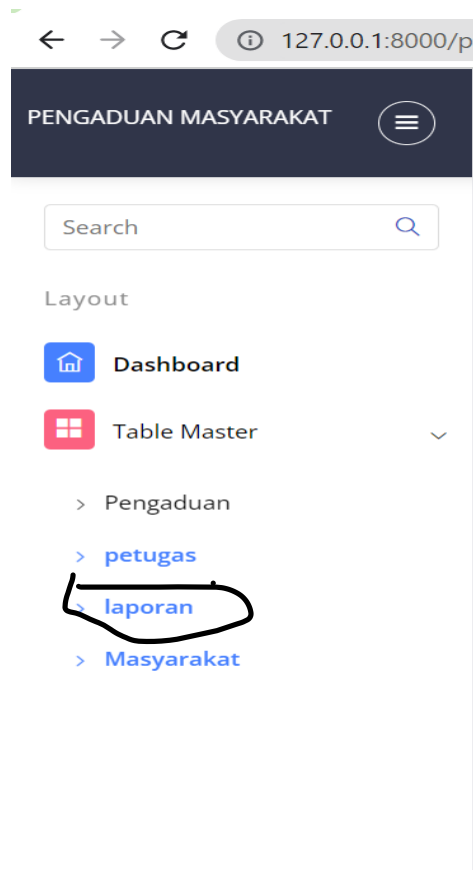 127.0.0.1:8000/p
PENGADUAN MASYARAKAT
Search
Layout
Dashboard
Table Master
Pengaduan
petugas
laporan
Masyarakat